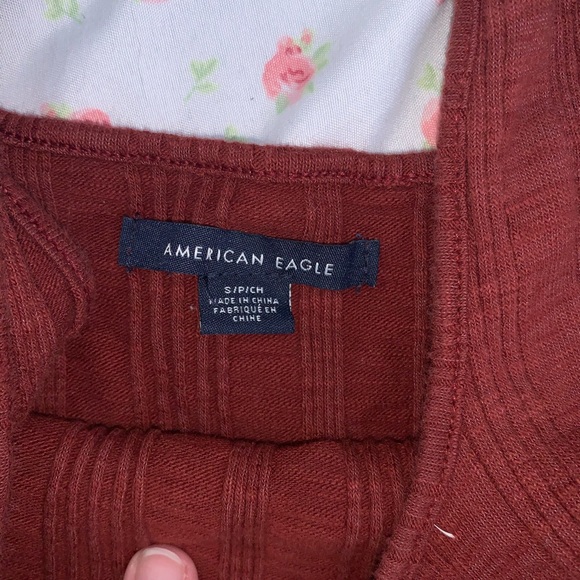 AMERICAN EAGLE
S/P/CH
MADE IN CHINA
FABRIQUÉ EN
CHINE